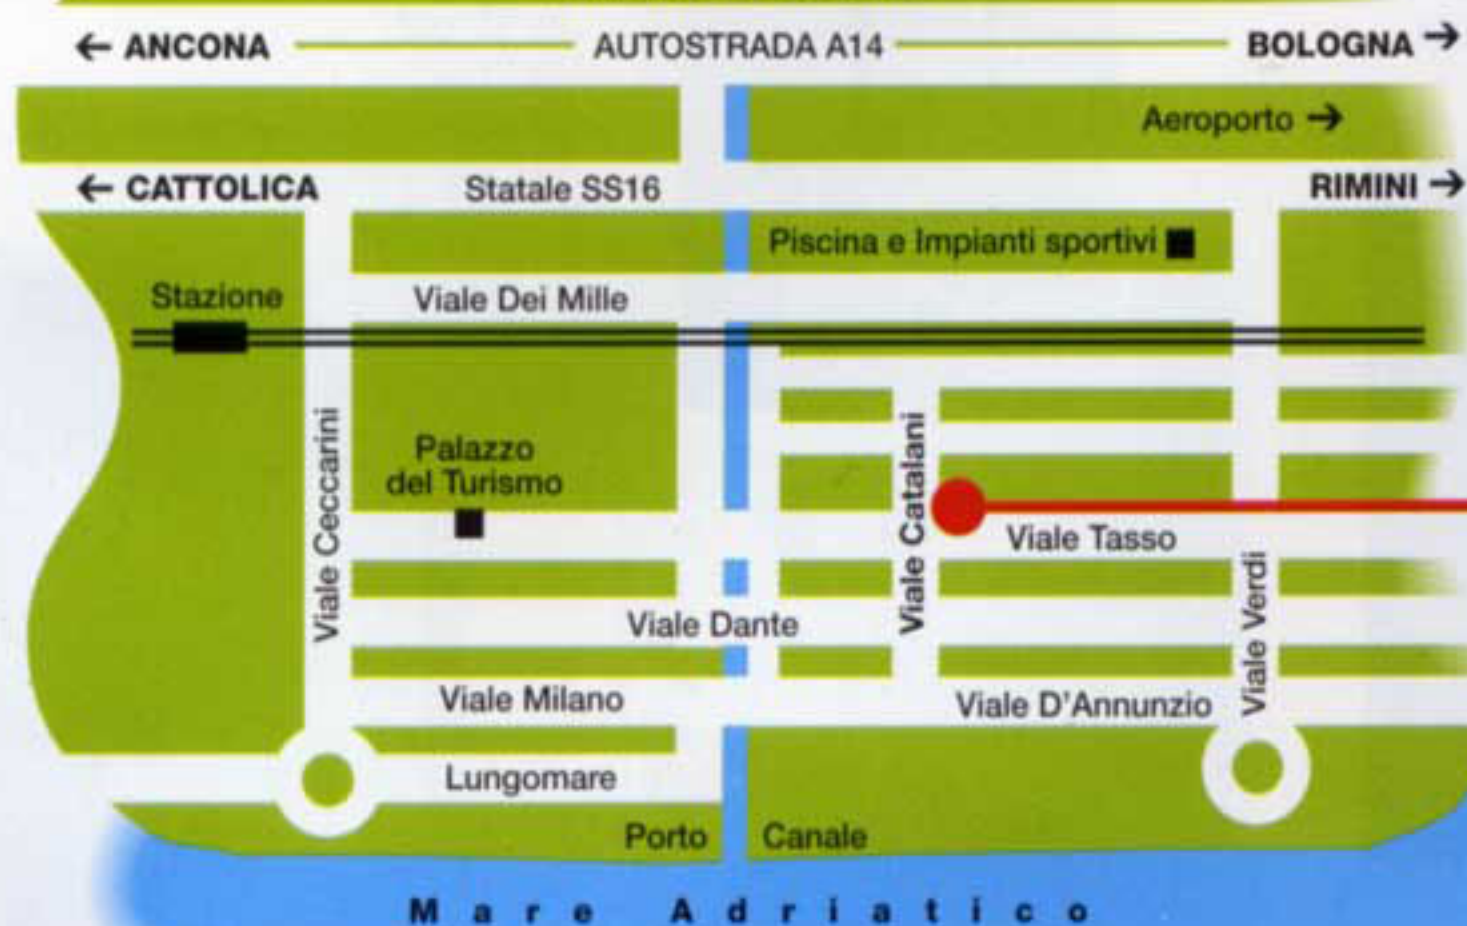 ← ANCONA AUTOSTRADA A14 BOLOGNA →
Aeroporto →
← CATTOLICA Statale SS16 RIMINI →
Piscina e Impianti sportivi
Stazione
Viale Dei Mille
Viale Ceccarini
Palazzo
del Turismo
Viale Catalani
Viale Tasso
Viale Verdi
Viale Dante
Viale Milano
Viale D'Annunzio
Lungomare
Porto Canale
Mare Adriatico